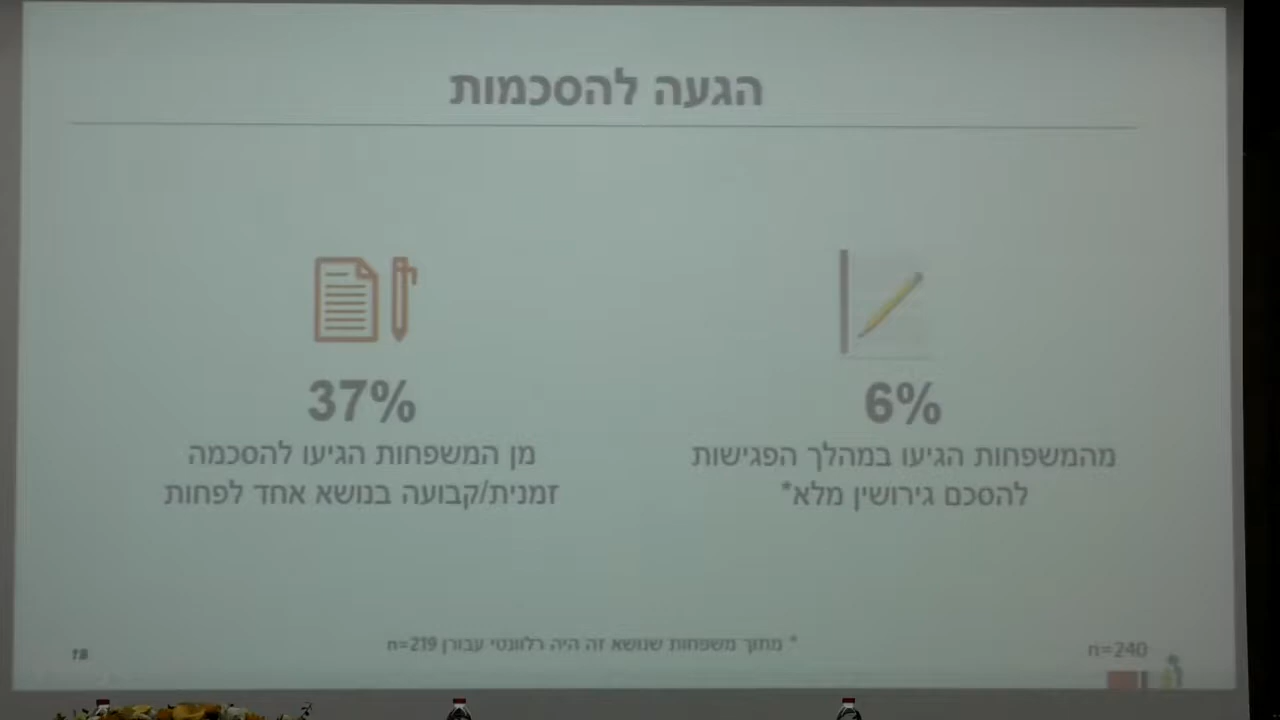 הגעה להסכמות
6%
מהמשפחות הגיעו במהלך הפגישות
להסכם גירושין מלא*
37%
מן המשפחות הגיעו להסכמה
זמנית/קבועה בנושא אחד לפחות
* מתוך משפחות שנושא זה היה רלוונטי עבורן n=219
n=240
18